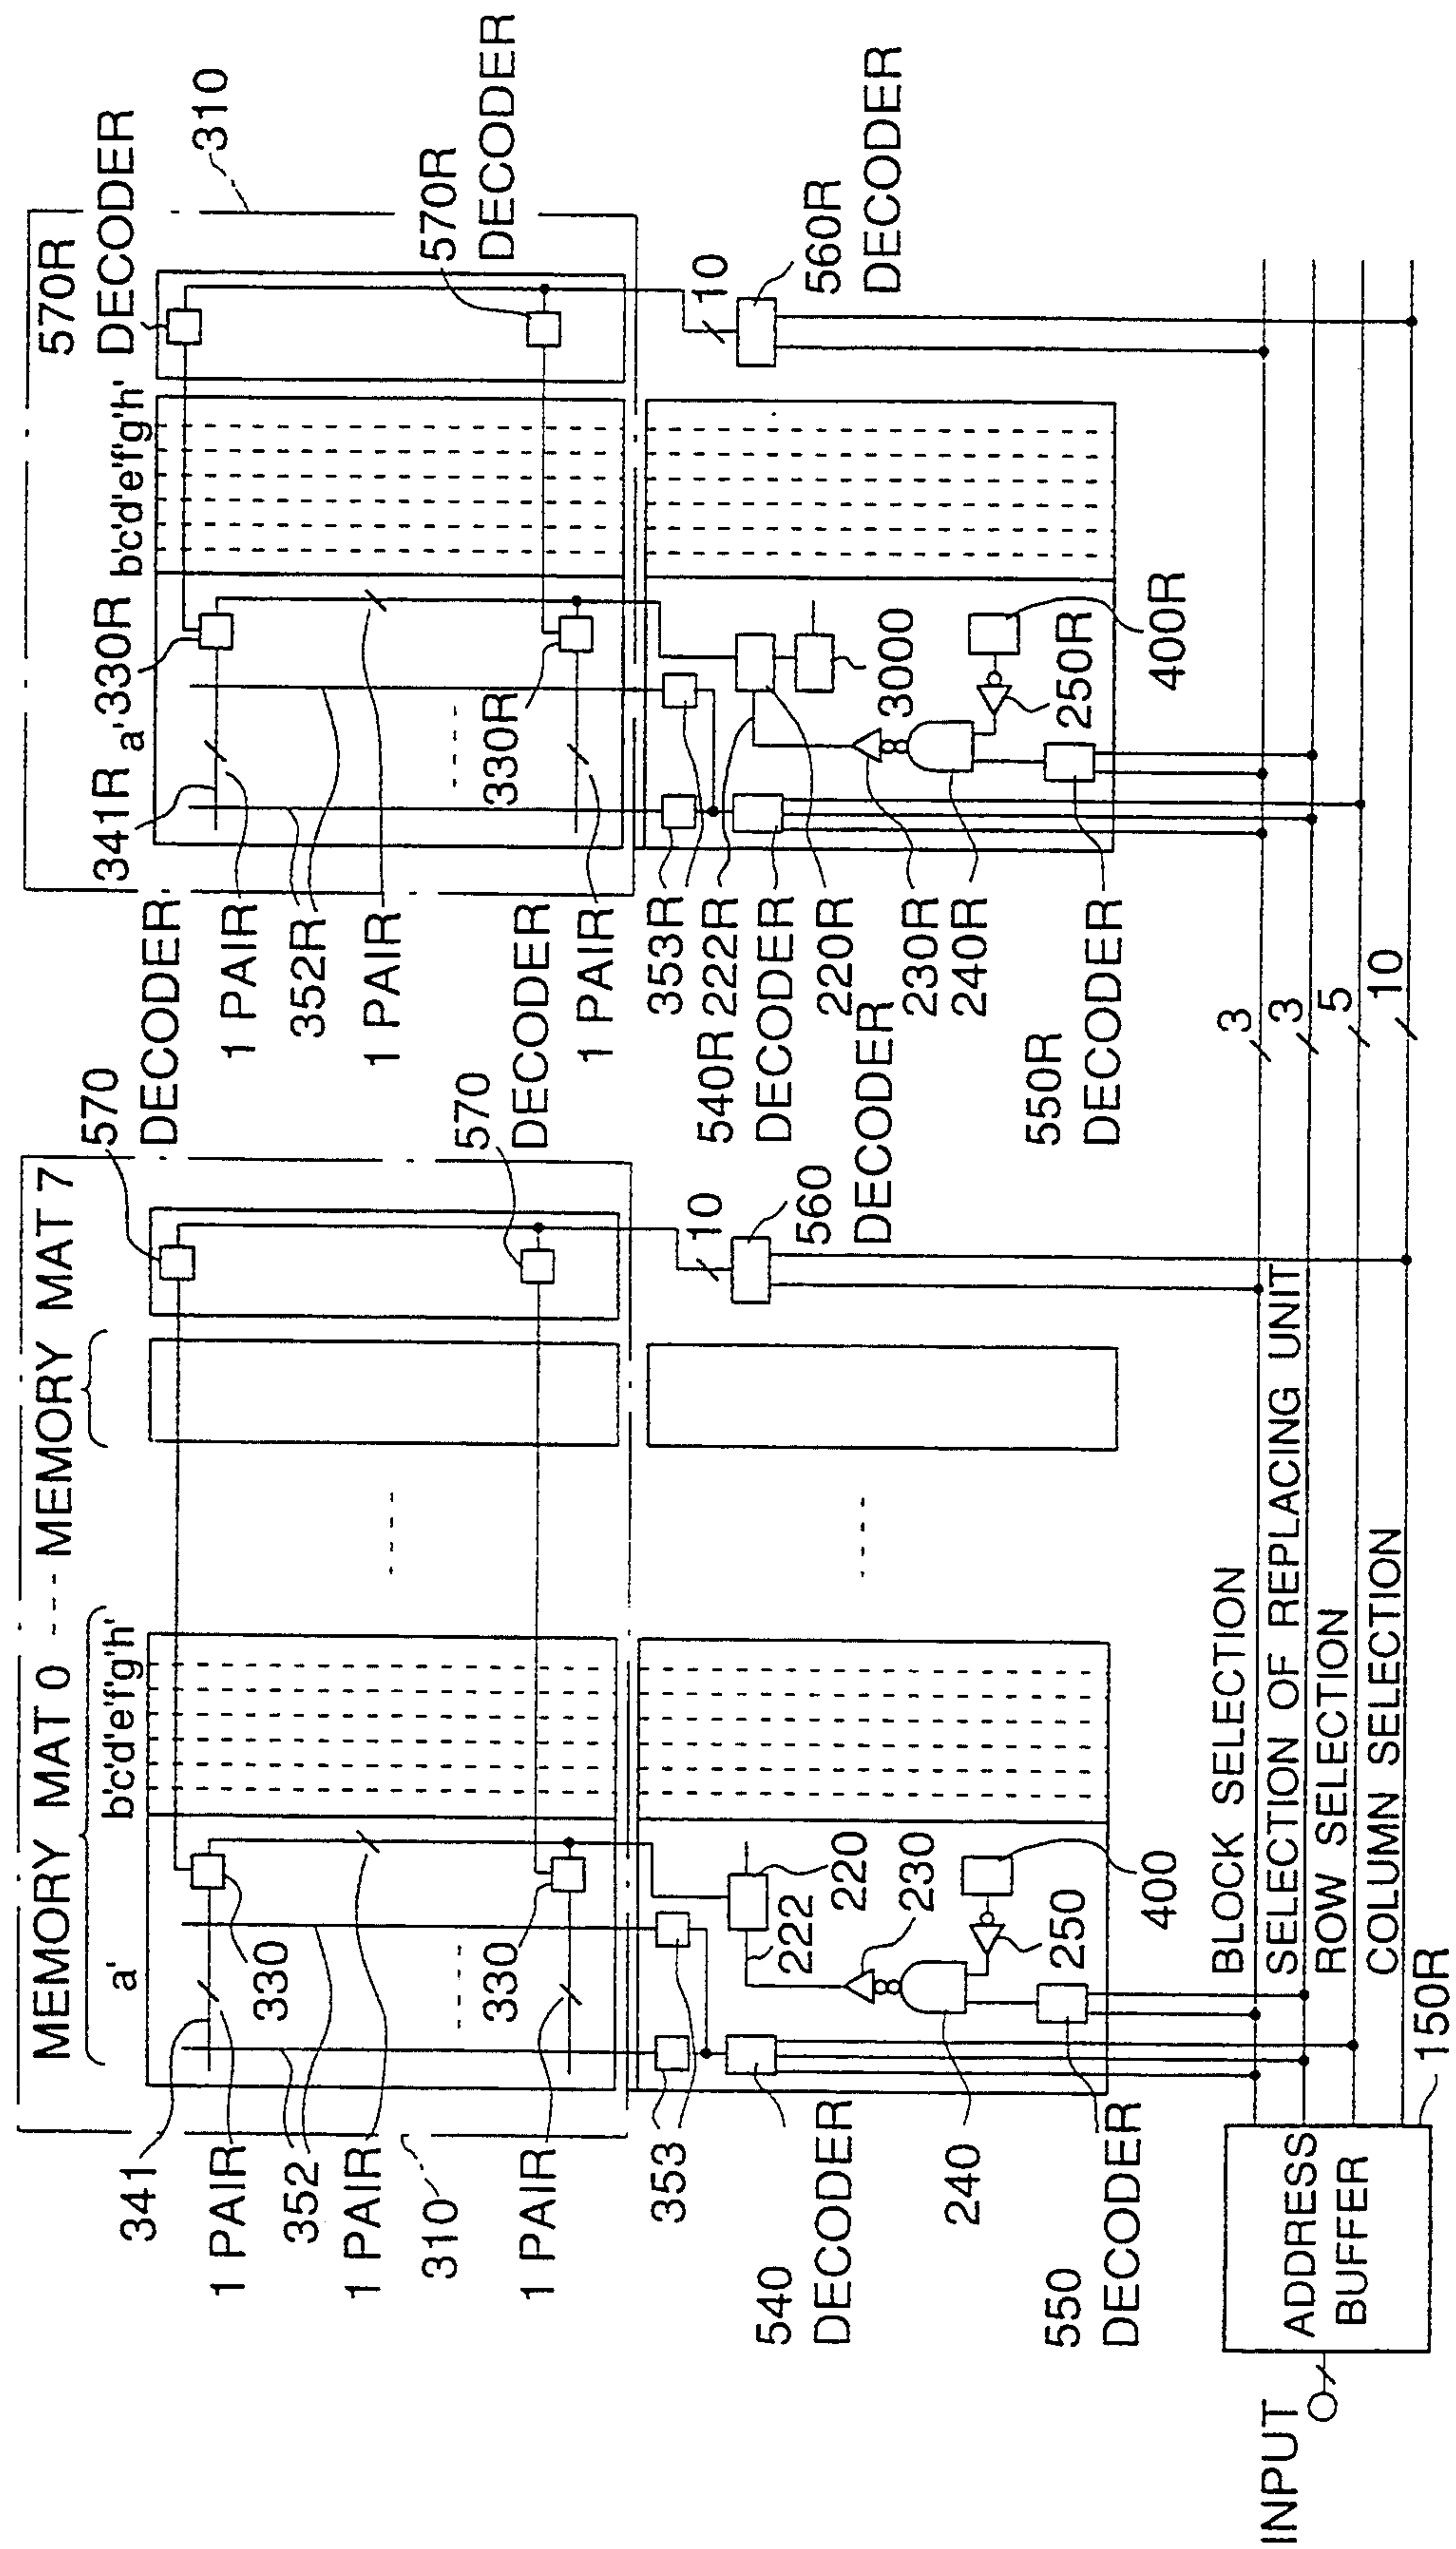 MEMORY MAT 0 --- MEMORY MAT 7
a' b'c'd'e'f'g'h'
341
1 PAIR
352
1 PAIR
310
1 PAIR
330
330
570
DECODER
570
DECODER
353
540
DECODER
240
550
DECODER
222
220
230
250
400
10
560
DECODER
341R
a'
330R
b'c'd'e'f'g'h'
570R
DECODER
310
1 PAIR
352R
1 PAIR
1 PAIR
330R
570R
DECODER
353R
540R
DECODER
222R
220R
230R
240R
550R
DECODER
3000
250R
400R
10
560R
DECODER
BLOCK SELECTION
3
SELECTION OF REPLACING UNIT
3
ROW SELECTION
5
COLUMN SELECTION
10
INPUT
ADDRESS
BUFFER
150R